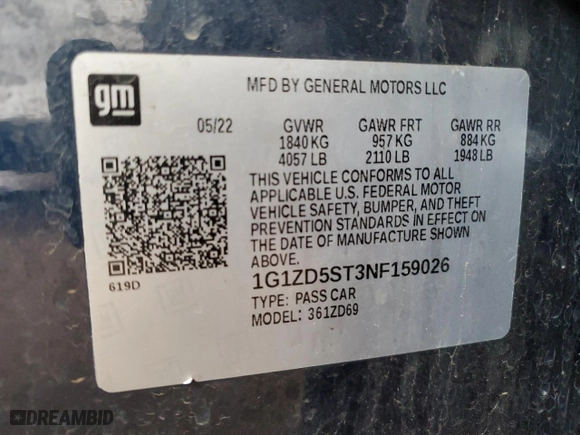 gm
MFD BY GENERAL MOTORS LLC
05/22 GVWR GAWR FRT GAWR RR
1840 KG 957 KG 884 KG
4057 LB 2110 LB 1948 LB
THIS VEHICLE CONFORMS TO ALL
APPLICABLE U.S. FEDERAL MOTOR
VEHICLE SAFETY, BUMPER, AND THEFT
PREVENTION STANDARDS IN EFFECT ON
THE DATE OF MANUFACTURE SHOWN
ABOVE.
619D
1G1ZD5ST3NF159026
TYPE: PASS CAR
MODEL: 361ZD69
DREAMBID